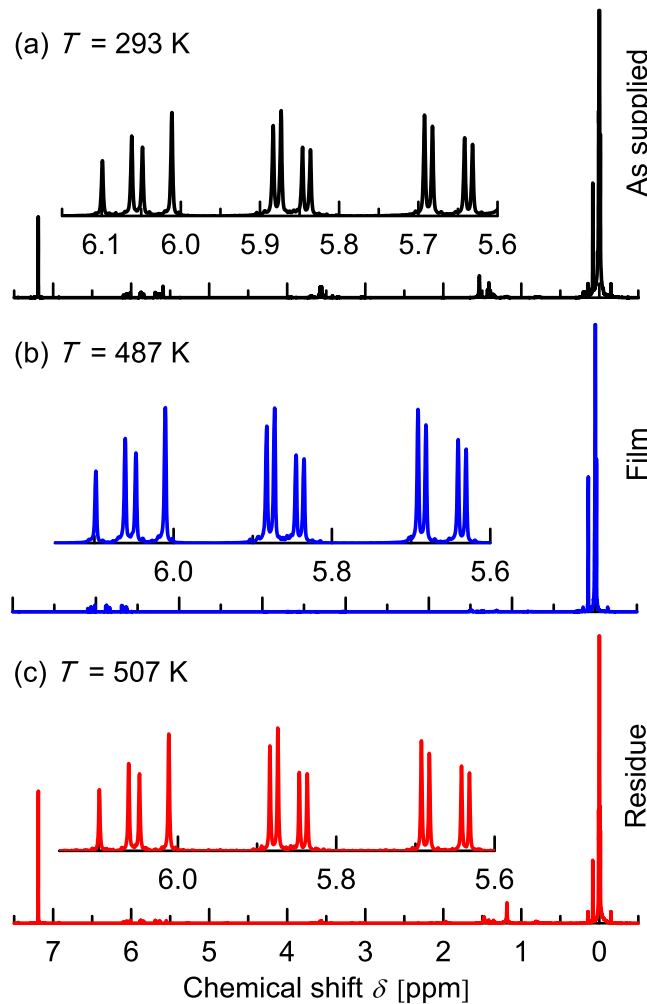 (a) T = 293 K
As supplied
6.1 6.0 5.9 5.8 5.7 5.6
(b) T = 487 K
Film
6.0 5.8 5.6
(c) T = 507 K
Residue
6.0 5.8 5.6
7 6 5 4 3 2 1 0
Chemical shift δ [ppm]